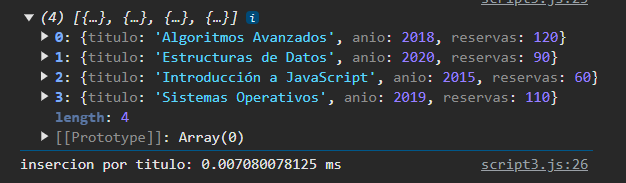 script3.js:25
(4) [{…}, {…}, {…}, {…}] i
0: {titulo: 'Algoritmos Avanzados', anio: 2018, reservas: 120}
1: {titulo: 'Estructuras de Datos', anio: 2020, reservas: 90}
2: {titulo: 'Introducción a JavaScript', anio: 2015, reservas: 60}
3: {titulo: 'Sistemas Operativos', anio: 2019, reservas: 110}
length: 4
[[Prototype]]: Array(0)
insercion por titulo: 0.007080078125 ms script3.js:26